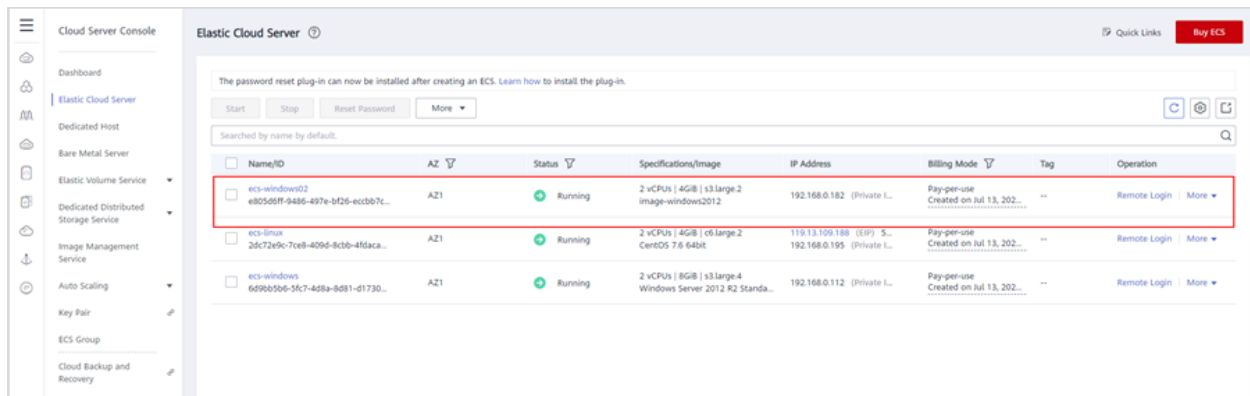 Cloud Server Console
Elastic Cloud Server
Quick Links
Buy ECS
Dashboard
Elastic Cloud Server
Dedicated Host
Bare Metal Server
Elastic Volume Service
Dedicated Distributed
Storage Service
Image Management
Service
Auto Scaling
Key Pair
ECS Group
Cloud Backup and
Recovery
The password reset plug-in can now be installed after creating an ECS. Learn how to install the plug-in.
Start Stop Reset Password More
Searched by name by default.
Name/ID AZ Status Specifications/Image IP Address Billing Mode Tag Operation
ecs-windows02 2 vCPUs | 4GiB | s3.large.2 Pay-per-use
AZ1 Running 192.168.0.182 (Private I... -- Remote Login More
e805d6ff-9486-497e-bf26-eccbb7c... image-windows2012 Created on Jul 13, 202...
ecs-linux 2 vCPUs | 4GiB | c6.large.2 119.13.109.188 (EIP) 5... Pay-per-use
AZ1 Running -- Remote Login More
2dc72e9c-7ce8-409d-8cbb-4fdaca... CentOS 7.6 64bit 192.168.0.195 (Private I... Created on Jul 13, 202...
ecs-windows 2 vCPUs | 8GiB | s3.large.4 Pay-per-use
AZ1 Running 192.168.0.112 (Private I... -- Remote Login More
6d9bb5b6-5fc7-4d8a-8d81-d1730... Windows Server 2012 R2 Standa... Created on Jul 13, 202...